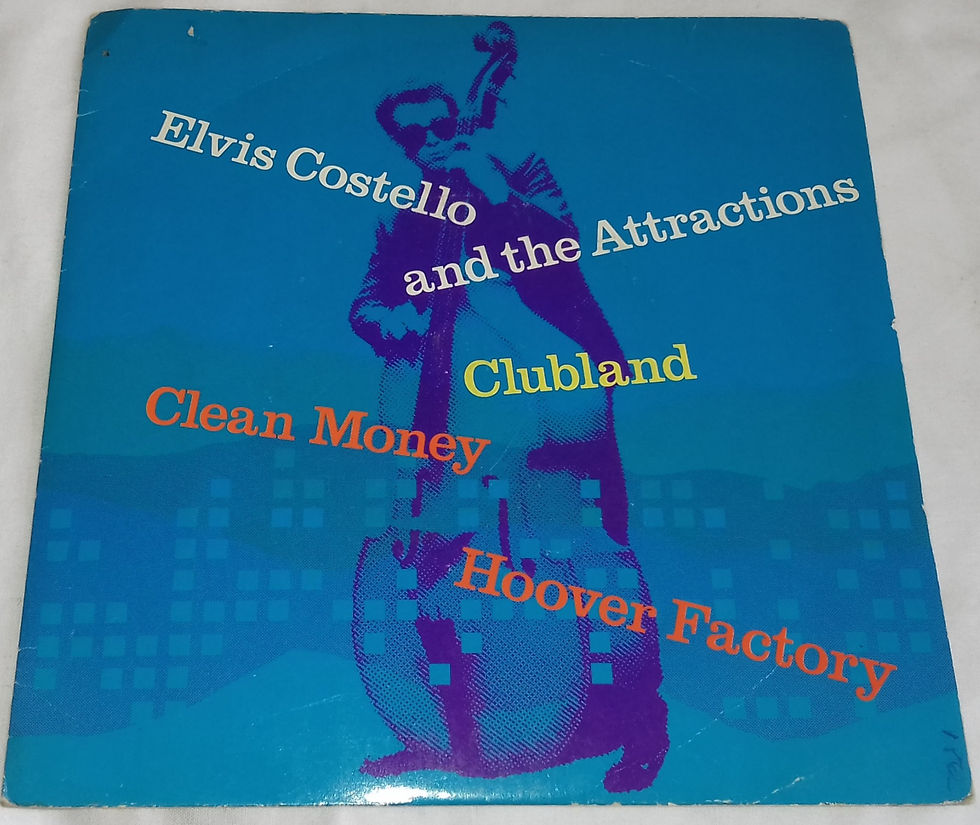 Elvis Costello
and the Attractions
Clubland
Clean Money
Hoover Factory